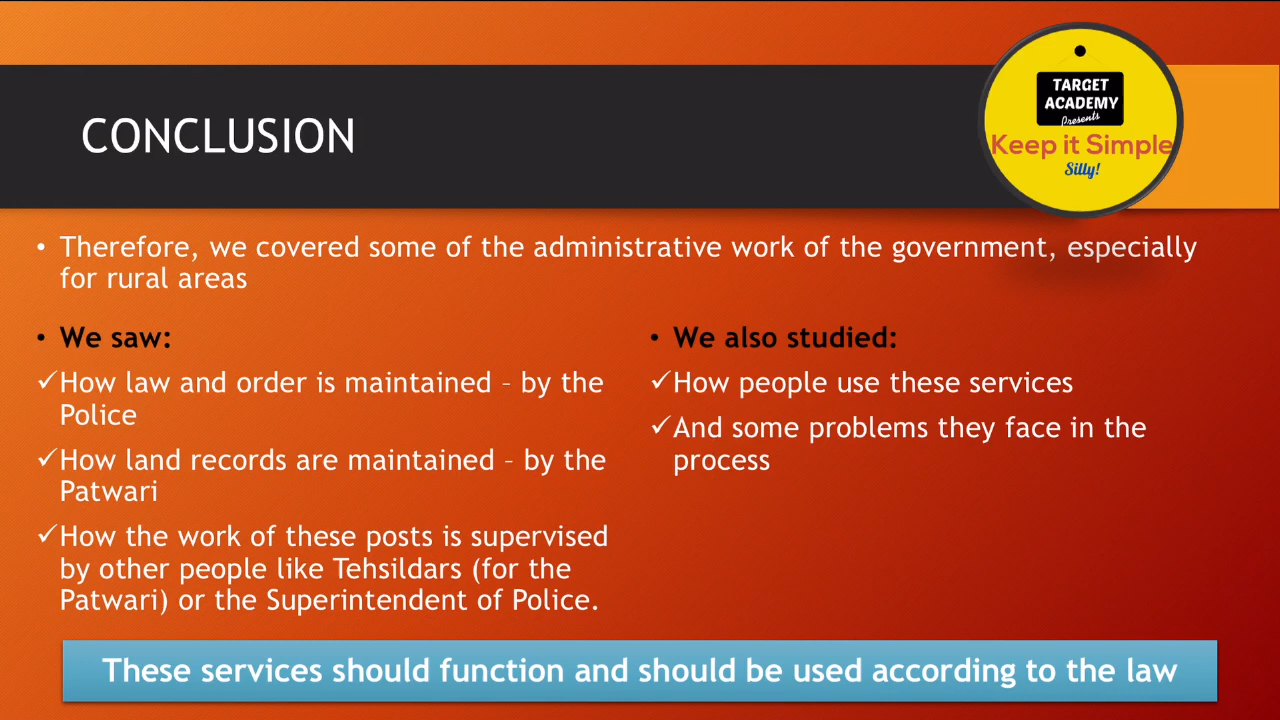 CONCLUSION
TARGET
ACADEMY
Presents
Keep it Simple
Silly!
• Therefore, we covered some of the administrative work of the government, especially
for rural areas
• We saw:
✓How law and order is maintained – by the
Police
✓How land records are maintained – by the
Patwari
✓How the work of these posts is supervised
by other people like Tehsildars (for the
Patwari) or the Superintendent of Police.
• We also studied:
✓How people use these services
✓And some problems they face in the
process
These services should function and should be used according to the law